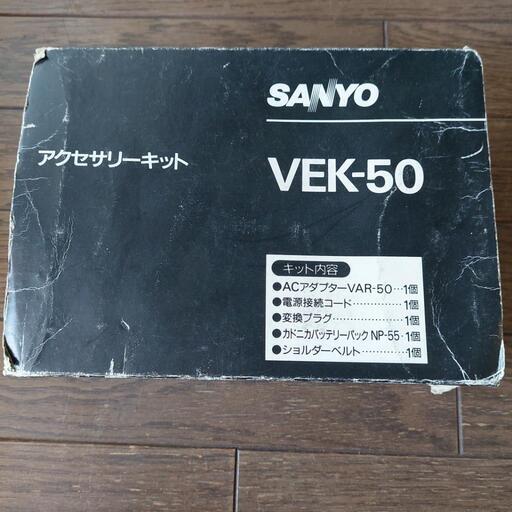 SANYO
アクセサリーキット
VEK-50
キット内容
●ACアダプターVAR-50…1個
●電源接続コード…………1個
●変換プラグ………………1個
●カドニカバッテリーパック NP-55・1個
●ショルダーベルト…………1個